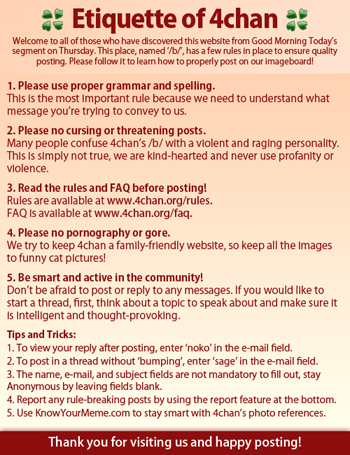 Etiquette of 4chan
Welcome to all of those who have discovered this website from Good Morning Today's
segment on Thursday. This place, named '/b/', has a few rules in place to ensure quality
posting. Please follow it to learn how to properly post on our imageboard!
1. Please use proper grammar and spelling.
This is the most important rule because we need to understand what
message you're trying to convey to us.
2. Please no cursing or threatening posts.
Many people confuse 4chan's /b/ with a violent and raging personality.
This is simply not true, we are kind-hearted and never use profanity or
violence.
3. Read the rules and FAQ before posting!
Rules are available at www.4chan.org/rules.
FAQ is available at www.4chan.org/faq.
4. Please no pornography or gore.
We try to keep 4chan a family-friendly website, so keep all the images
to funny cat pictures!
5. Be smart and active in the community!
Don't be afraid to post or reply to any messages. If you would like to
start a thread, first, think about a topic to speak about and make sure it
is intelligent and thought-provoking.
Tips and Tricks:
1. To view your reply after posting, enter 'noko' in the e-mail field.
2. To post in a thread without 'bumping', enter 'sage' in the e-mail field.
3. The name, e-mail, and subject fields are not mandatory to fill out, stay
Anonymous by leaving fields blank.
4. Report any rule-breaking posts by using the report feature at the bottom.
5. Use KnowYourMeme.com to stay smart with 4chan's photo references.
Thank you for visiting us and happy posting!